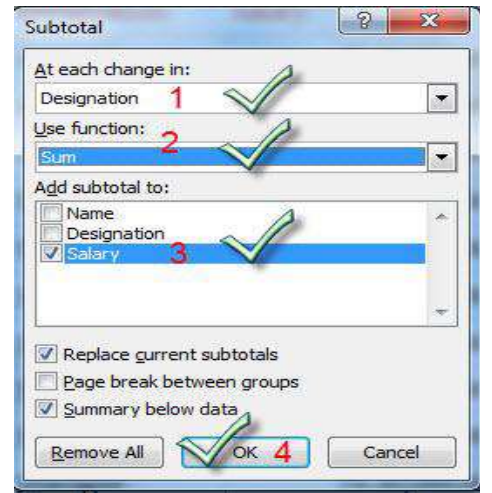 Subtotal
At each change in:
Designation 1
Use function:
2
Sum
Add subtotal to:
Name
Designation
Salary 3
Replace current subtotals
Page break between groups
Summary below data
Remove All OK 4 Cancel